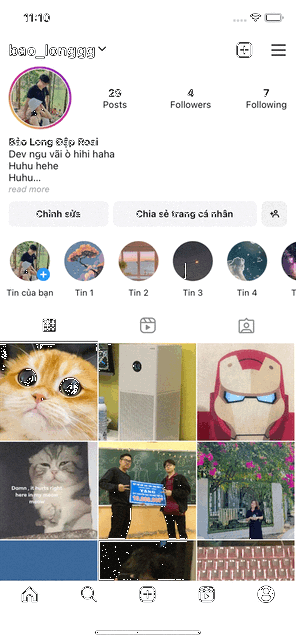 11:10
bao_longgg
29 Posts
4 Followers
7 Following
Bảo Long Đẹp Roai
Dev ngu vãi ò hihi haha
Huhu hehe
Huhu...
read more
Chỉnh sửa
Chia sẻ trang cá nhân
Tin của bạn
Tin 1
Tin 2
Tin 3
Tin 4
Damn , it hurts right
here in my meow
meow